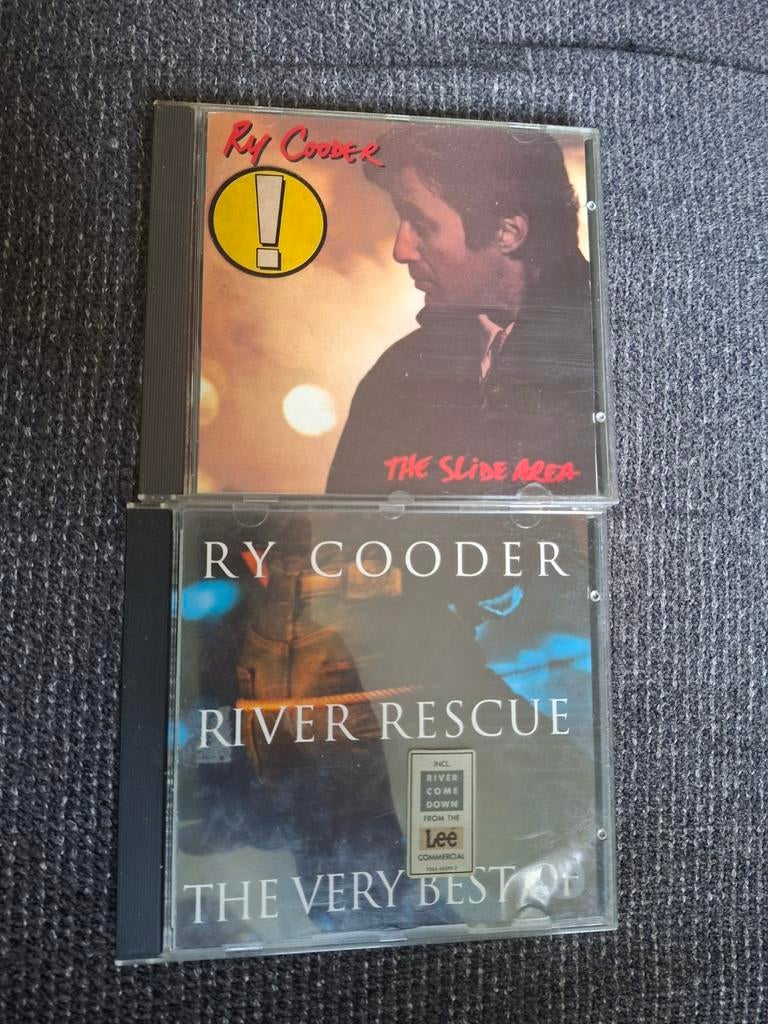 RY COODER
!
THE SLIDE AREA
RY COODER
RIVER RESCUE
INCL.
RIVER
COME
DOWN
FROM THE
Lee
COMMERCIAL
THE VERY BEST OF